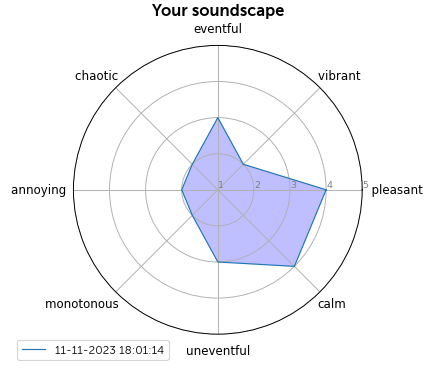 Your soundscape
eventful
chaotic
vibrant
annoying
1 2 3 4 5
pleasant
monotonous
calm
uneventful
11-11-2023 18:01:14